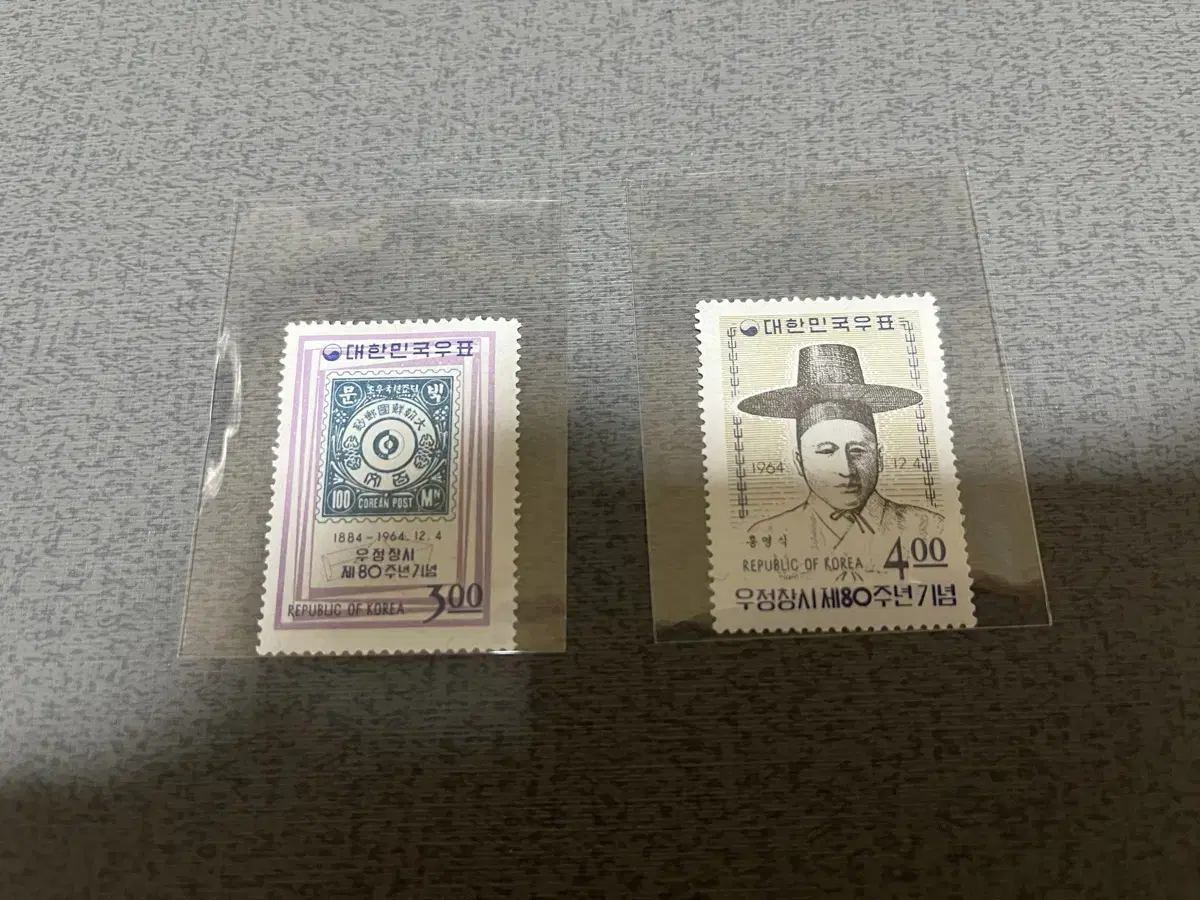 대한민국우표
문
빅
100
COREAN POST
Mn
1884-1964.12.4
우정창시
제80주년기념
REPUBLIC OF KOREA
3.00
대한민국우표
1964
12.4
홍영식
REPUBLIC OF KOREA
4.00
우정창시제80주년기념